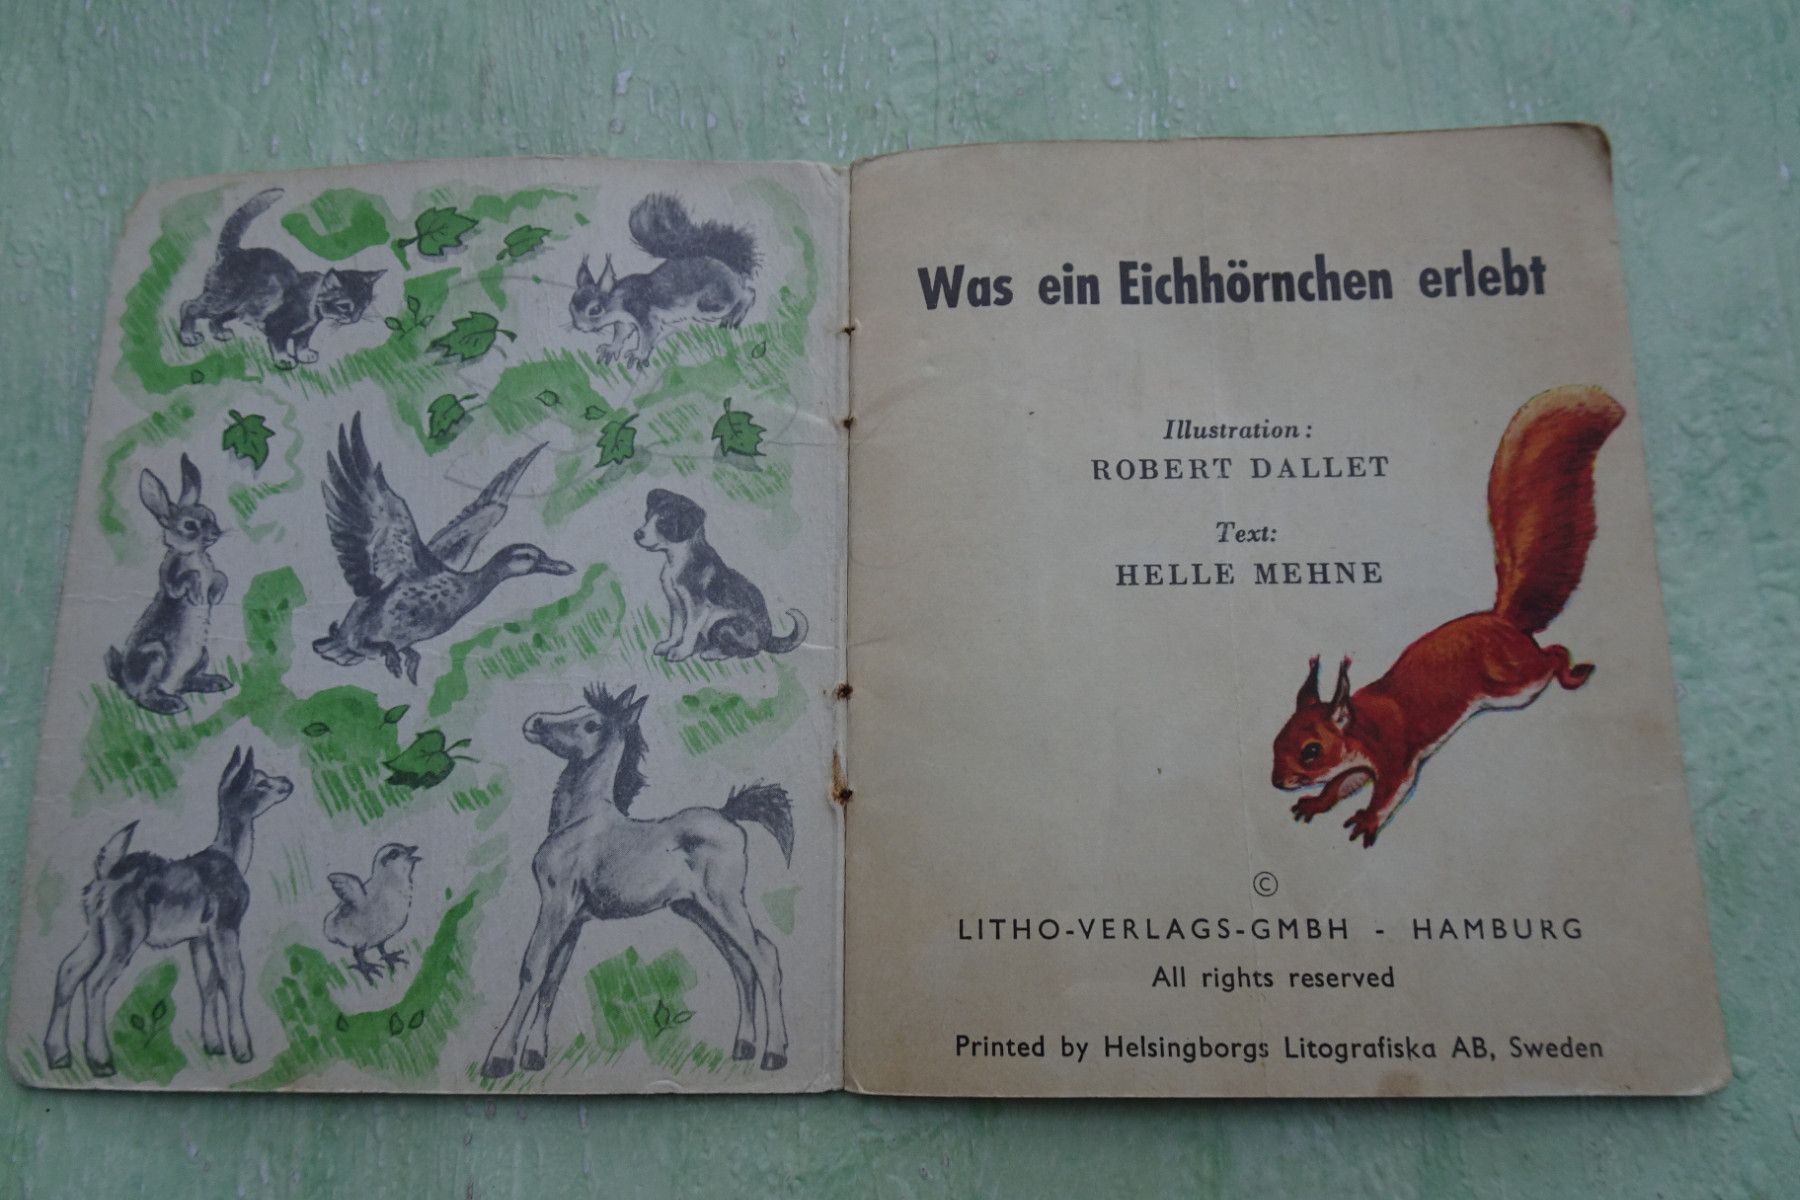 Was ein Eichhörnchen erlebt
Illustration:
ROBERT DALLET
Text:
HELLE MEHNE
©
LITHO-VERLAGS-GMBH - HAMBURG
All rights reserved
Printed by Helsingborgs Litografiska AB, Sweden